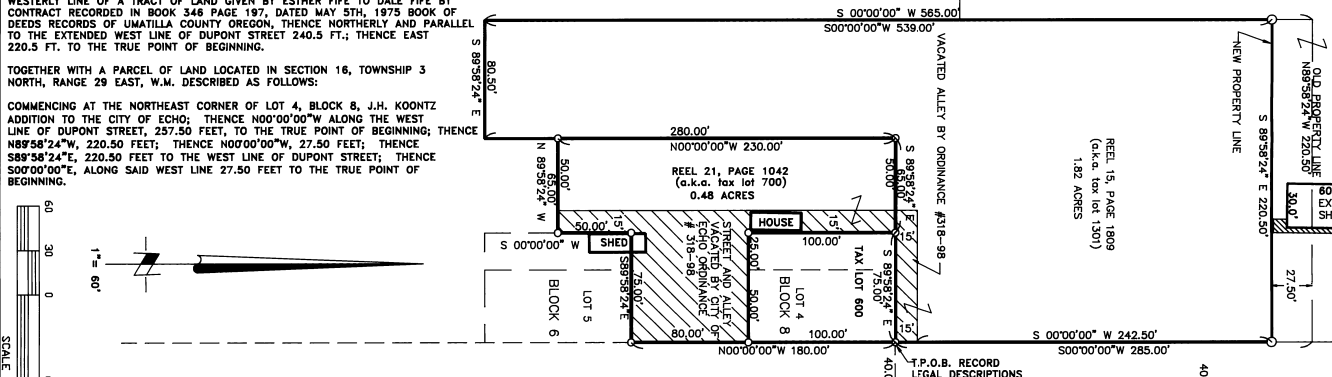 WESTERLY LINE OF A TRACT OF LAND GIVEN BY ESTHER FIFE TO DALE FIFE BY
CONTRACT RECORDED IN BOOK 346 PAGE 197, DATED MAY 5TH, 1975 BOOK OF
DEEDS RECORDS OF UMATILLA COUNTY OREGON, THENCE NORTHERLY AND PARALLEL
TO THE EXTENDED WEST LINE OF DUPONT STREET 240.5 FT.; THENCE EAST
220.5 FT. TO THE TRUE POINT OF BEGINNING.
TOGETHER WITH A PARCEL OF LAND LOCATED IN SECTION 16, TOWNSHIP 3
NORTH, RANGE 29 EAST, W.M. DESCRIBED AS FOLLOWS:
COMMENCING AT THE NORTHEAST CORNER OF LOT 4, BLOCK 8, J.H. KOONTZ
ADDITION TO THE CITY OF ECHO; THENCE N00°00'00"W ALONG THE WEST
LINE OF DUPONT STREET, 257.50 FEET, TO THE TRUE POINT OF BEGINNING; THENCE
N89°58'24"W, 220.50 FEET; THENCE N00°00'00"W, 27.50 FEET; THENCE
S89°58'24"E, 220.50 FEET TO THE WEST LINE OF DUPONT STREET; THENCE
S00°00'00"E, ALONG SAID WEST LINE 27.50 FEET TO THE TRUE POINT OF
BEGINNING.
60
30
0
1"= 60'
SCALE
S 00°00'00" W 565.00'
S00°00'00"W 539.00'
S 89°58'24" E
80.50'
280.00'
N00°00'00"W 230.00'
50.00'
65.00'
N 89°58'24" W
REEL 21, PAGE 1042
(a.k.a. tax lot 700)
0.48 ACRES
50.00'
65.00'
S 89°58'24" E
VACATED ALLEY BY ORDINANCE #318-98
50.00'
15'
S 00°00'00" W
SHED
HOUSE
15'
100.00'
15'
S89°58'24"E
75.00'
STREET AND ALLEY
VACATED BY CITY OF
ECHO ORDINANCE
# 318-98
25.00'
50.00'
TAX LOT 600
75.00'
S 89°58'24" E
LOT 5
BLOCK 6
LOT 4
BLOCK 8
80.00'
100.00'
15'
N00°00'00"W 180.00'
T.P.O.B. RECORD
LEGAL DESCRIPTIONS
40.0
S 00°00'00" W 242.50'
S00°00'00"W 285.00'
40
REEL 15, PAGE 1809
(a.k.a. tax lot 1301)
1.82 ACRES
NEW PROPERTY LINE
S 89°58'24" E 220.50'
OLD PROPERTY LINE
N89°58'24"W 220.50'
30.0'
60
EX
SH
27.50'